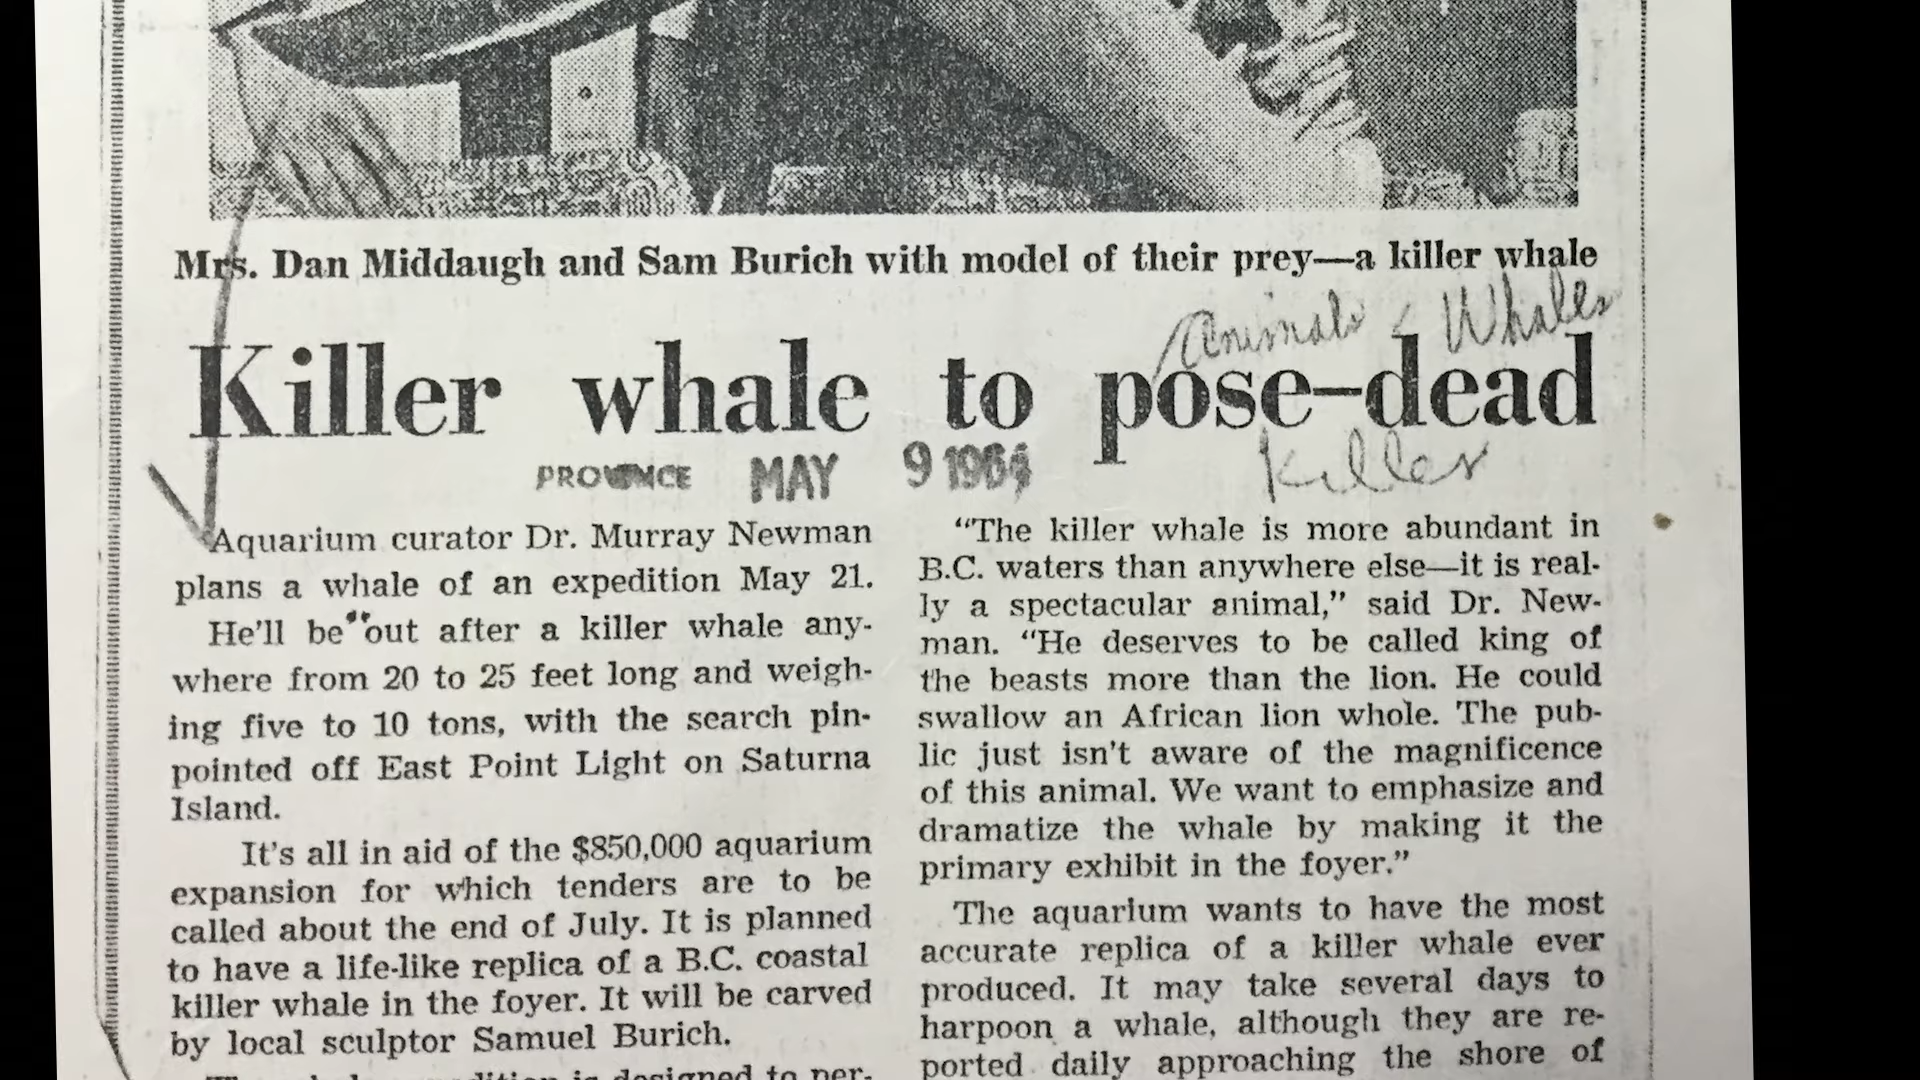 Mrs. Dan Middaugh and Sam Burich with model of their prey—a killer whale
Animals - Whales
Killer whale to pose–dead
Killer
PROVINCE MAY 9 1964
Aquarium curator Dr. Murray Newman
plans a whale of an expedition May 21.
He'll be out after a killer whale any-
where from 20 to 25 feet long and weigh-
ing five to 10 tons, with the search pin-
pointed off East Point Light on Saturna
Island.
It's all in aid of the $850,000 aquarium
expansion for which tenders are to be
called about the end of July. It is planned
to have a life-like replica of a B.C. coastal
killer whale in the foyer. It will be carved
by local sculptor Samuel Burich.
designed to per-
“The killer whale is more abundant in
B.C. waters than anywhere else—it is real-
ly a spectacular animal,” said Dr. New-
man. “He deserves to be called king of
the beasts more than the lion. He could
swallow an African lion whole. The pub-
lic just isn't aware of the magnificence
of this animal. We want to emphasize and
dramatize the whale by making it the
primary exhibit in the foyer.”
The aquarium wants to have the most
accurate replica of a killer whale ever
produced. It may take several days to
harpoon a whale, although they are re-
ported daily approaching the shore of